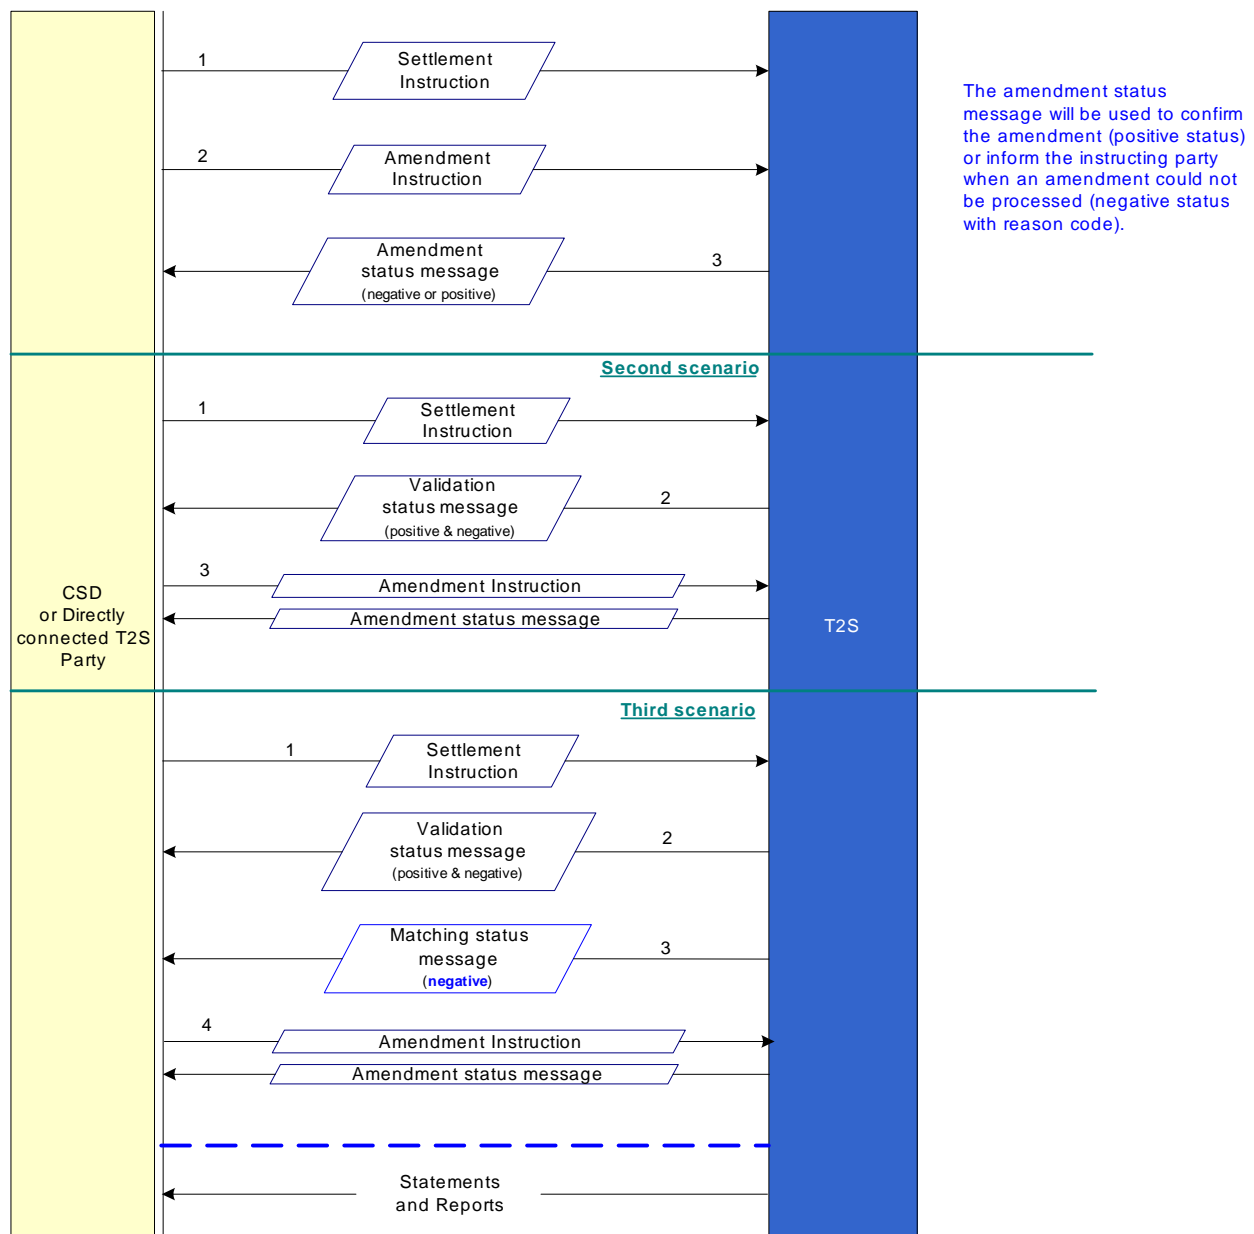 1
Settlement
Instruction
2
Amendment
Instruction
Amendment
status message
(negative or positive)
3
The amendment status
message will be used to confirm
the amendment (positive status)
or inform the instructing party
when an amendment could not
be processed (negative status
with reason code).
Second scenario
1
Settlement
Instruction
Validation
status message
(positive & negative)
2
3
Amendment Instruction
Amendment status message
CSD
or Directly
connected T2S
Party
T2S
Third scenario
1
Settlement
Instruction
Validation
status message
(positive & negative)
2
Matching status
message
(negative)
3
4
Amendment Instruction
Amendment status message
Statements
and Reports